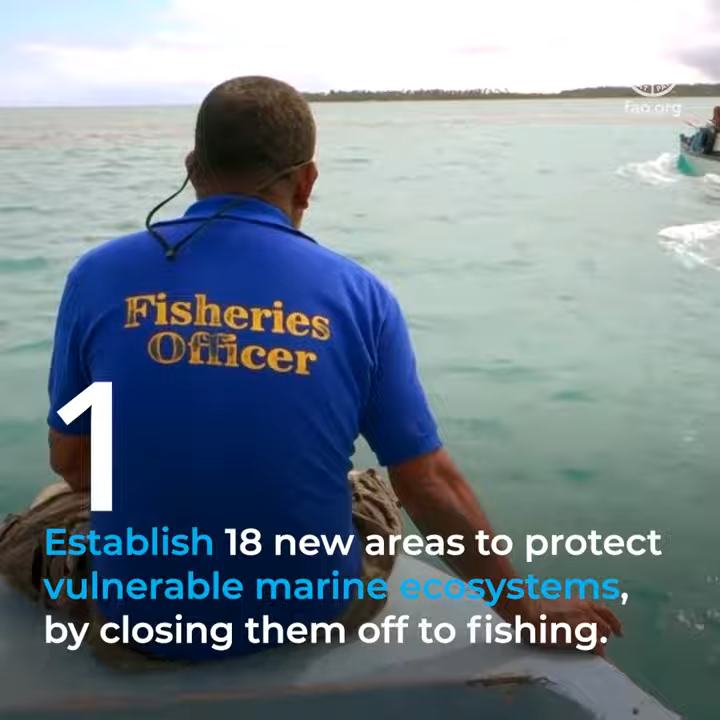 fao.org
Fisheries
Officer
1
Establish 18 new areas to protect
vulnerable marine ecosystems,
by closing them off to fishing.